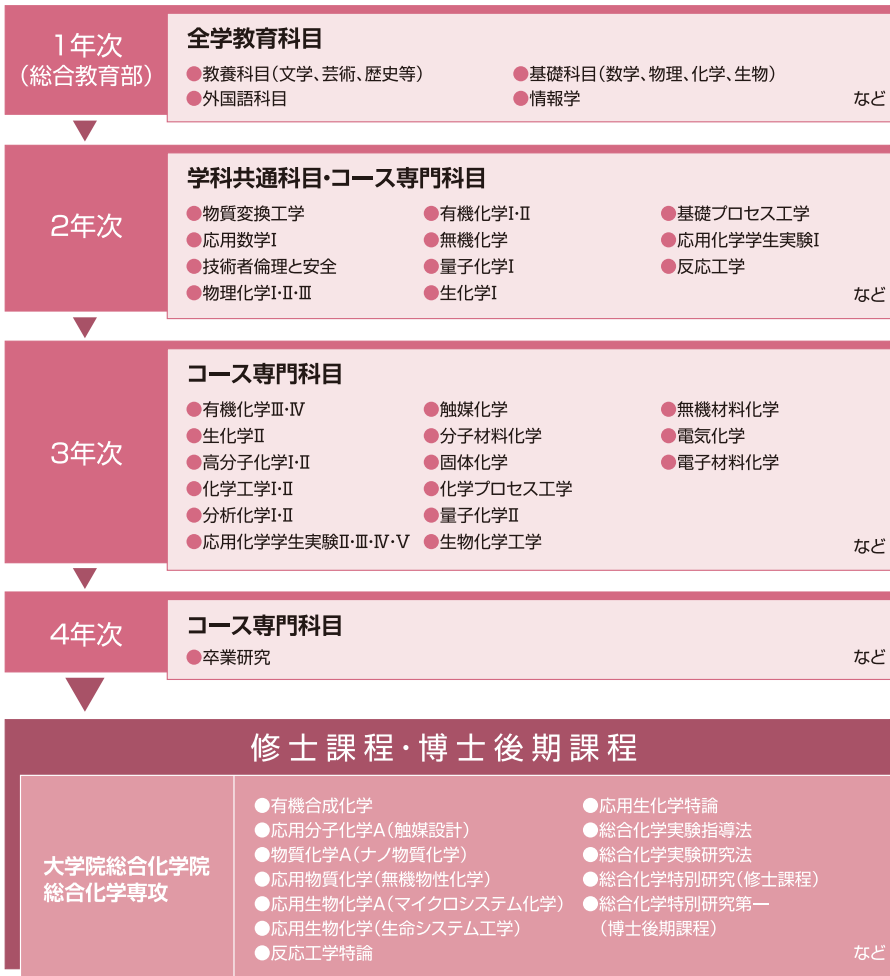 1年次
（総合教育部）
全学教育科目
●教養科目（文学、芸術、歴史等）
●基礎科目（数学、物理、化学、生物）
●外国語科目
●情報学
など
2年次
学科共通科目・コース専門科目
●物質変換工学
●応用数学Ⅰ
●技術者倫理と安全
●物理化学Ⅰ・Ⅱ・Ⅲ
●有機化学Ⅰ・Ⅱ
●無機化学
●量子化学Ⅰ
●生化学Ⅰ
●基礎プロセス工学
●応用化学学生実験Ⅰ
●反応工学
など
3年次
コース専門科目
●有機化学Ⅲ・Ⅳ
●生化学Ⅱ
●高分子化学Ⅰ・Ⅱ
●化学工学Ⅰ・Ⅱ
●分析化学Ⅰ・Ⅱ
●応用化学学生実験Ⅱ・Ⅲ・Ⅳ・Ⅴ
●触媒化学
●分子材料化学
●固体化学
●化学プロセス工学
●量子化学Ⅱ
●生物化学工学
●無機材料化学
●電気化学
●電子材料化学
など
4年次
コース専門科目
●卒業研究
など
修士課程・博士後期課程
大学院総合化学院
総合化学専攻
●有機合成化学
●応用分子化学A（触媒設計）
●物質化学A（ナノ物質化学）
●応用物質化学（無機物性化学）
●応用生物化学A（マイクロシステム化学）
●応用生物化学（生命システム工学）
●反応工学特論
●応用生化学特論
●総合化学実験指導法
●総合化学実験研究法
●総合化学特別研究（修士課程）
●総合化学特別研究第一
（博士後期課程）
など